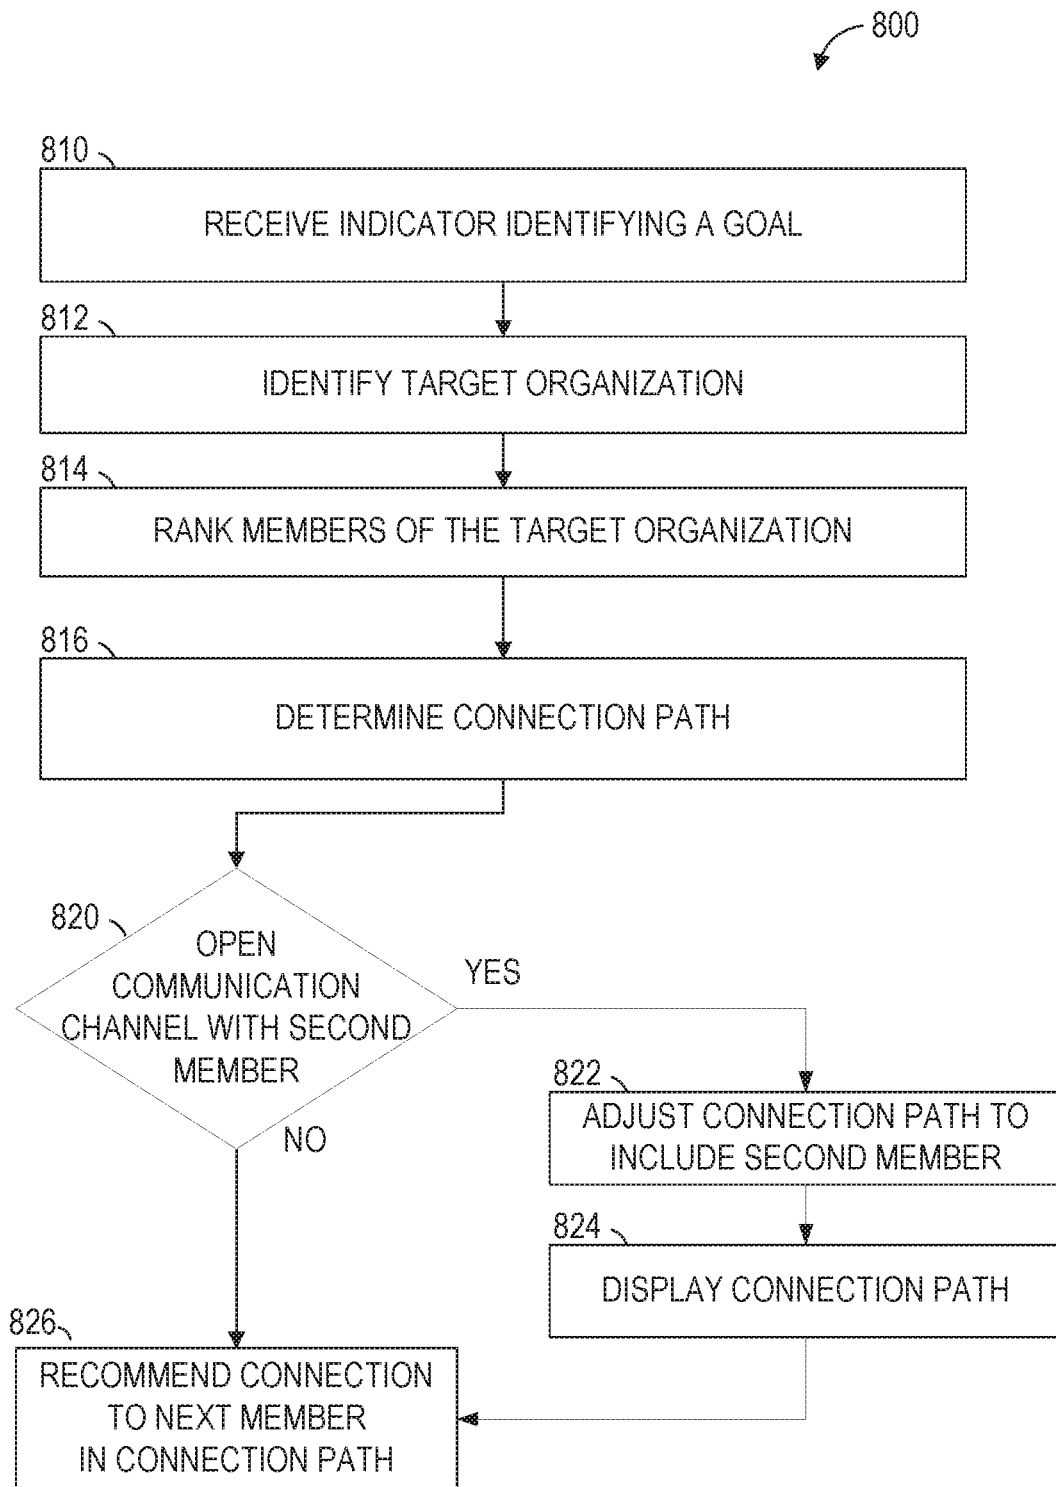 800
810
RECEIVE INDICATOR IDENTIFYING A GOAL
812
IDENTIFY TARGET ORGANIZATION
814
RANK MEMBERS OF THE TARGET ORGANIZATION
816
DETERMINE CONNECTION PATH
820
OPEN
COMMUNICATION
CHANNEL WITH SECOND
MEMBER
YES
NO
822
ADJUST CONNECTION PATH TO
INCLUDE SECOND MEMBER
824
DISPLAY CONNECTION PATH
826
RECOMMEND CONNECTION
TO NEXT MEMBER
IN CONNECTION PATH